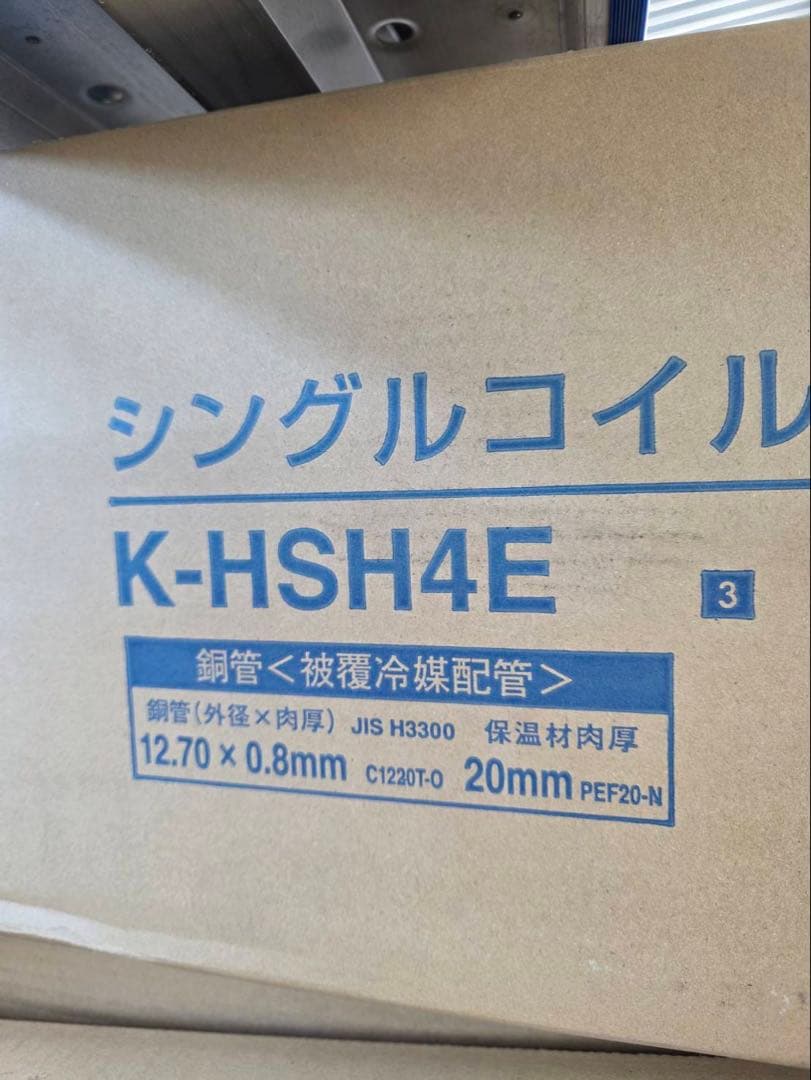 シングルコイル
K-HSH4E 3
銅管<被覆冷媒配管>
銅管(外径×肉厚) JIS H3300 保温材肉厚
12.70×0.8mm C1220T-O 20mm PEF20-N